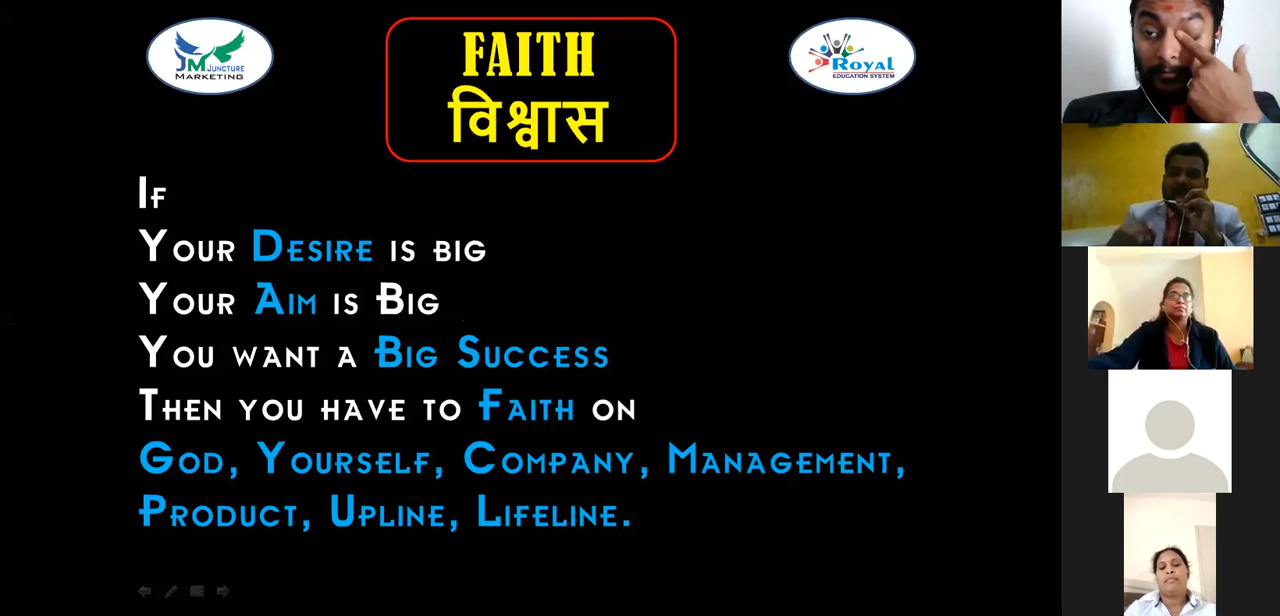 JM JUNCTURE
MARKETING
FAITH
विश्वास
Royal
EDUCATION SYSTEM
If
Your Desire is big
Your Aim is Big
You want a Big Success
Then you have to Faith on
God, Yourself, Company, Management,
Product, Upline, Lifeline.